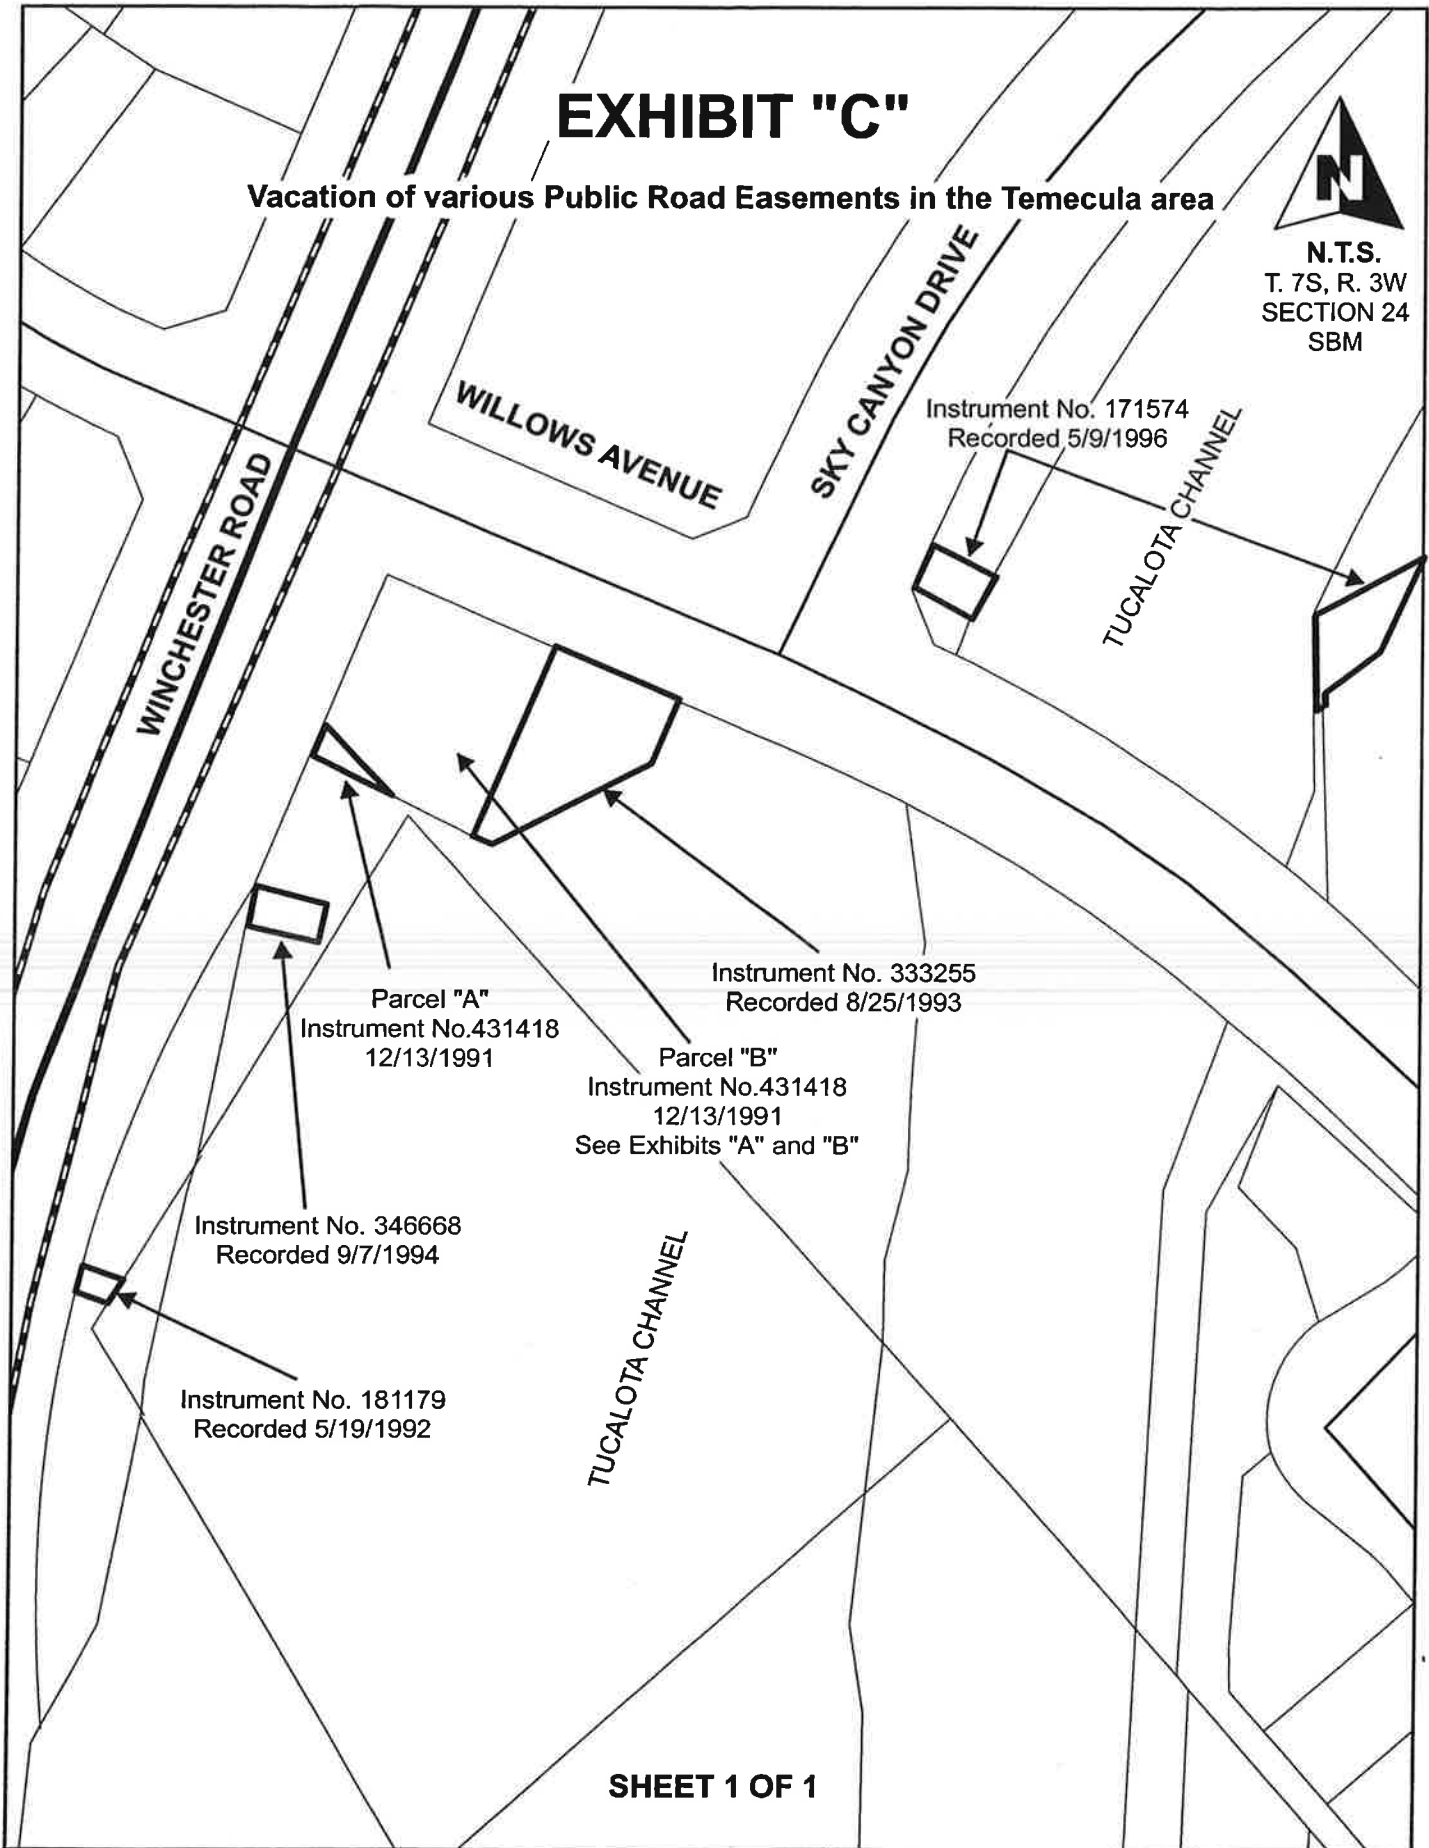 EXHIBIT "C"
Vacation of various Public Road Easements in the Temecula area
N
N.T.S.
T. 7S, R. 3W
SECTION 24
SBM
SKY CANYON DRIVE
WILLOWS AVENUE
WINCHESTER ROAD
Instrument No. 171574
Recorded 5/9/1996
TUCALOTA CHANNEL
Instrument No. 333255
Recorded 8/25/1993
Parcel "A"
Instrument No.431418
12/13/1991
Parcel "B"
Instrument No.431418
12/13/1991
See Exhibits "A" and "B"
Instrument No. 346668
Recorded 9/7/1994
TUCALOTA CHANNEL
Instrument No. 181179
Recorded 5/19/1992
SHEET 1 OF 1